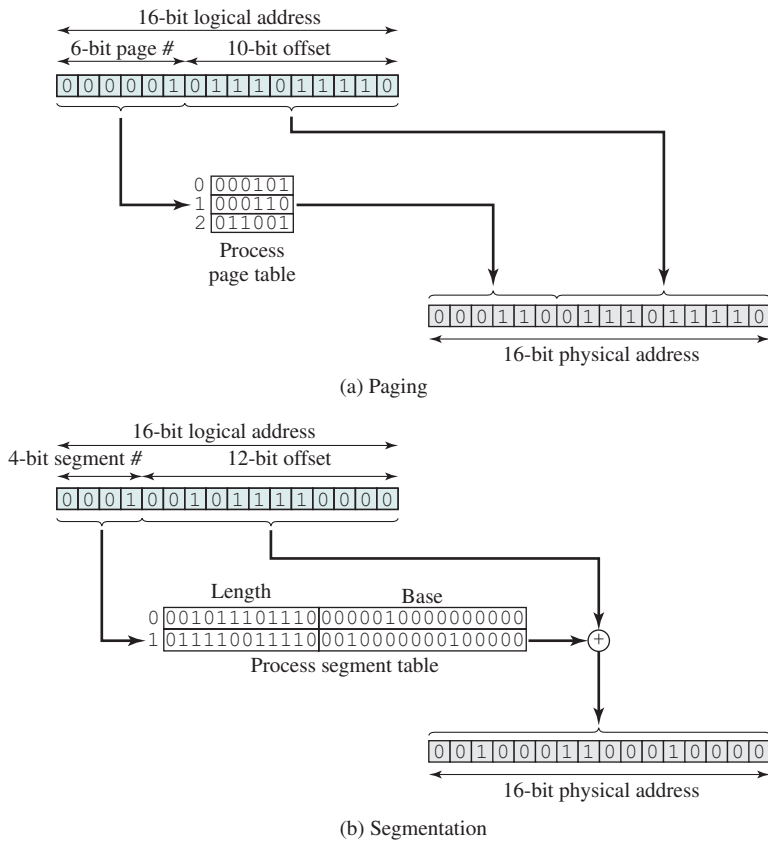 16-bit logical address
6-bit page # 10-bit offset
0 0 0 0 0 1 0 1 1 1 0 1 1 1 1 0
0 000101
1 000110
2 011001
Process
page table
0 0 0 1 1 0 0 1 1 1 0 1 1 1 1 0
16-bit physical address
(a) Paging
16-bit logical address
4-bit segment # 12-bit offset
0 0 0 1 0 0 1 0 1 1 1 1 0 0 0 0
Length Base
0 001011101110 0000010000000000
1 011110011110 0010000000100000
+
Process segment table
0 0 1 0 0 0 1 1 0 0 0 1 0 0 0 0
16-bit physical address
(b) Segmentation